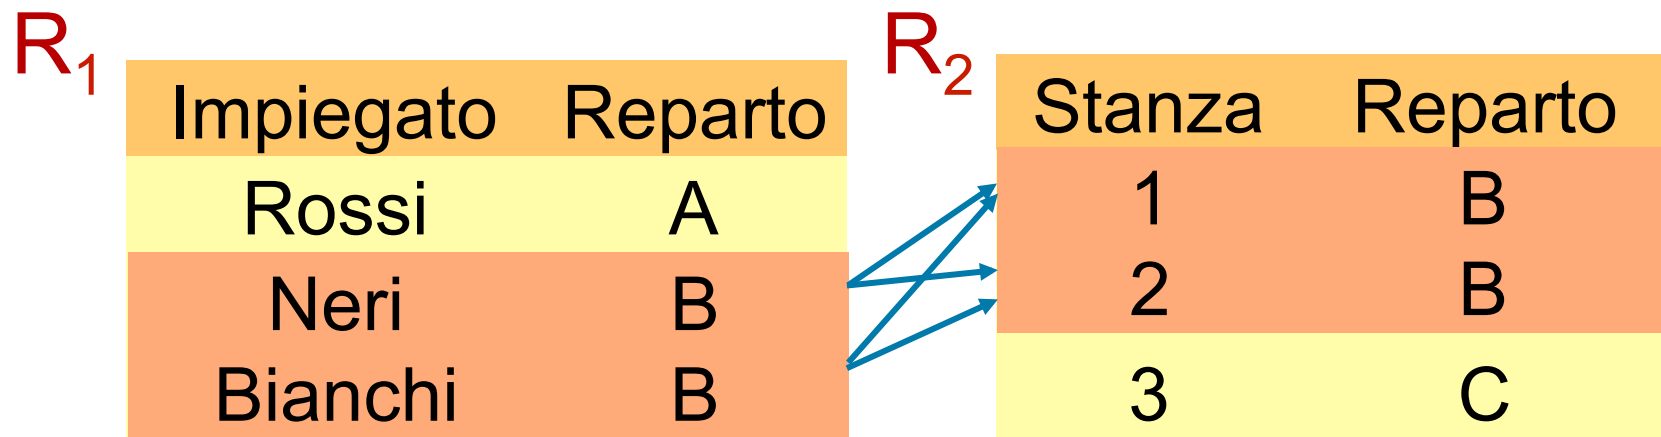 R1
Impiegato Reparto
Rossi A
Neri B
Bianchi B
R2
Stanza Reparto
1 B
2 B
3 C